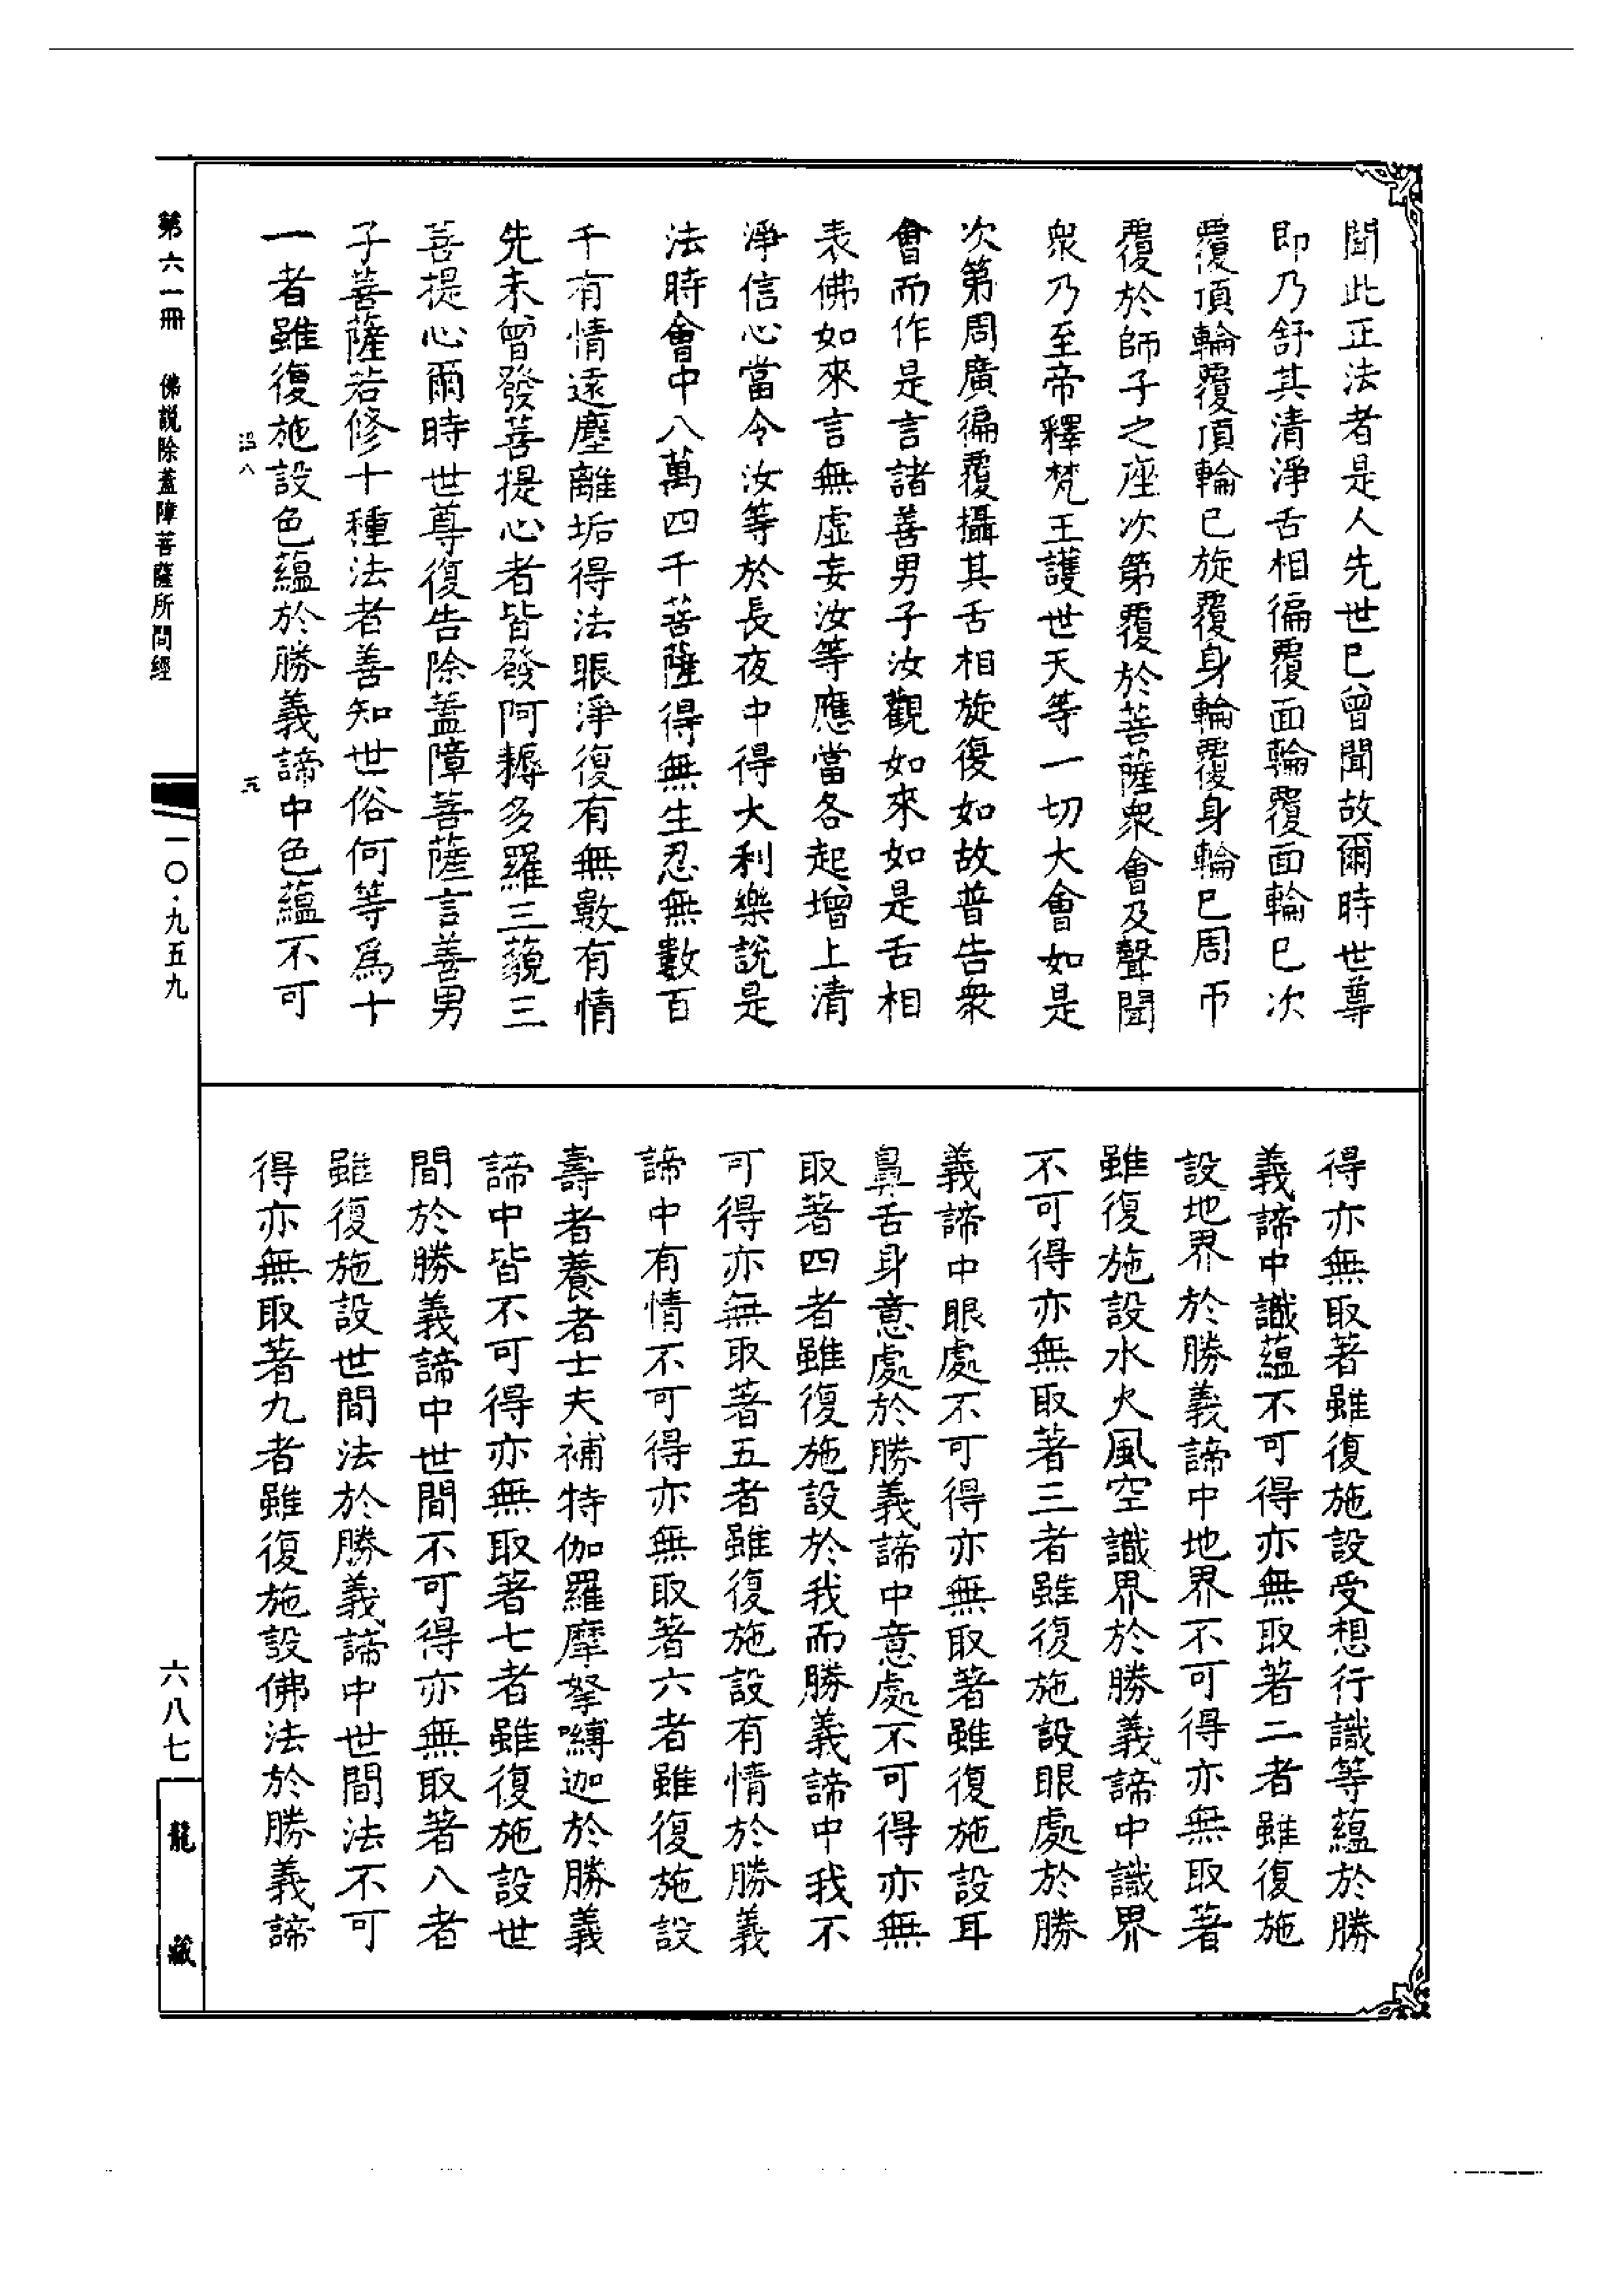 聞此正法者是人先世已曾聞故爾時世尊
即乃舒其清淨舌相徧覆面輪覆面輪已次
覆頂輪覆頂輪已旋覆身輪覆身輪已周帀
覆於師子之座次第覆於菩薩衆會及聲聞
衆乃至帝釋梵王護世天等一切大會如是
次第周廣徧覆攝其舌相旋復如故普告衆
會而作是言諸善男子汝觀如來如是舌相
表佛如來言無虛妄汝等應當各起增上清
淨信心當令汝等於長夜中得大利樂說是
法時會中八萬四千菩薩得無生忍無數百
千有情遠塵離垢得法眼淨復有無數有情
先未曾發菩提心者皆發阿耨多羅三藐三
菩提心爾時世尊復告除蓋障菩薩言善男
子菩薩若修十種法者善知世俗何等爲十
一者雖復施設色蘊於勝義諦中色蘊不可
得亦無取著雖復施設受想行識等蘊於勝
義諦中識蘊不可得亦無取著二者雖復施
設地界於勝義諦中地界不可得亦無取著
雖復施設水火風空識界於勝義諦中識界
不可得亦無取著三者雖復施設眼處於勝
義諦中眼處不可得亦無取著雖復施設耳
鼻舌身意處於勝義諦中意處不可得亦無
取著四者雖復施設於我而勝義諦中我不
可得亦無取著五者雖復施設有情於勝義
諦中有情不可得亦無取著六者雖復施設
壽者養者士夫補特伽羅摩拏嚩迦於勝義
諦中皆不可得亦無取著七者雖復施設世
間於勝義諦中世間不可得亦無取著八者
雖復施設世間法於勝義諦中世間法不可
得亦無取著九者雖復施設佛法於勝義諦
第六一冊 佛說除蓋障菩薩所問經
一〇·九五九
六八七
龍藏